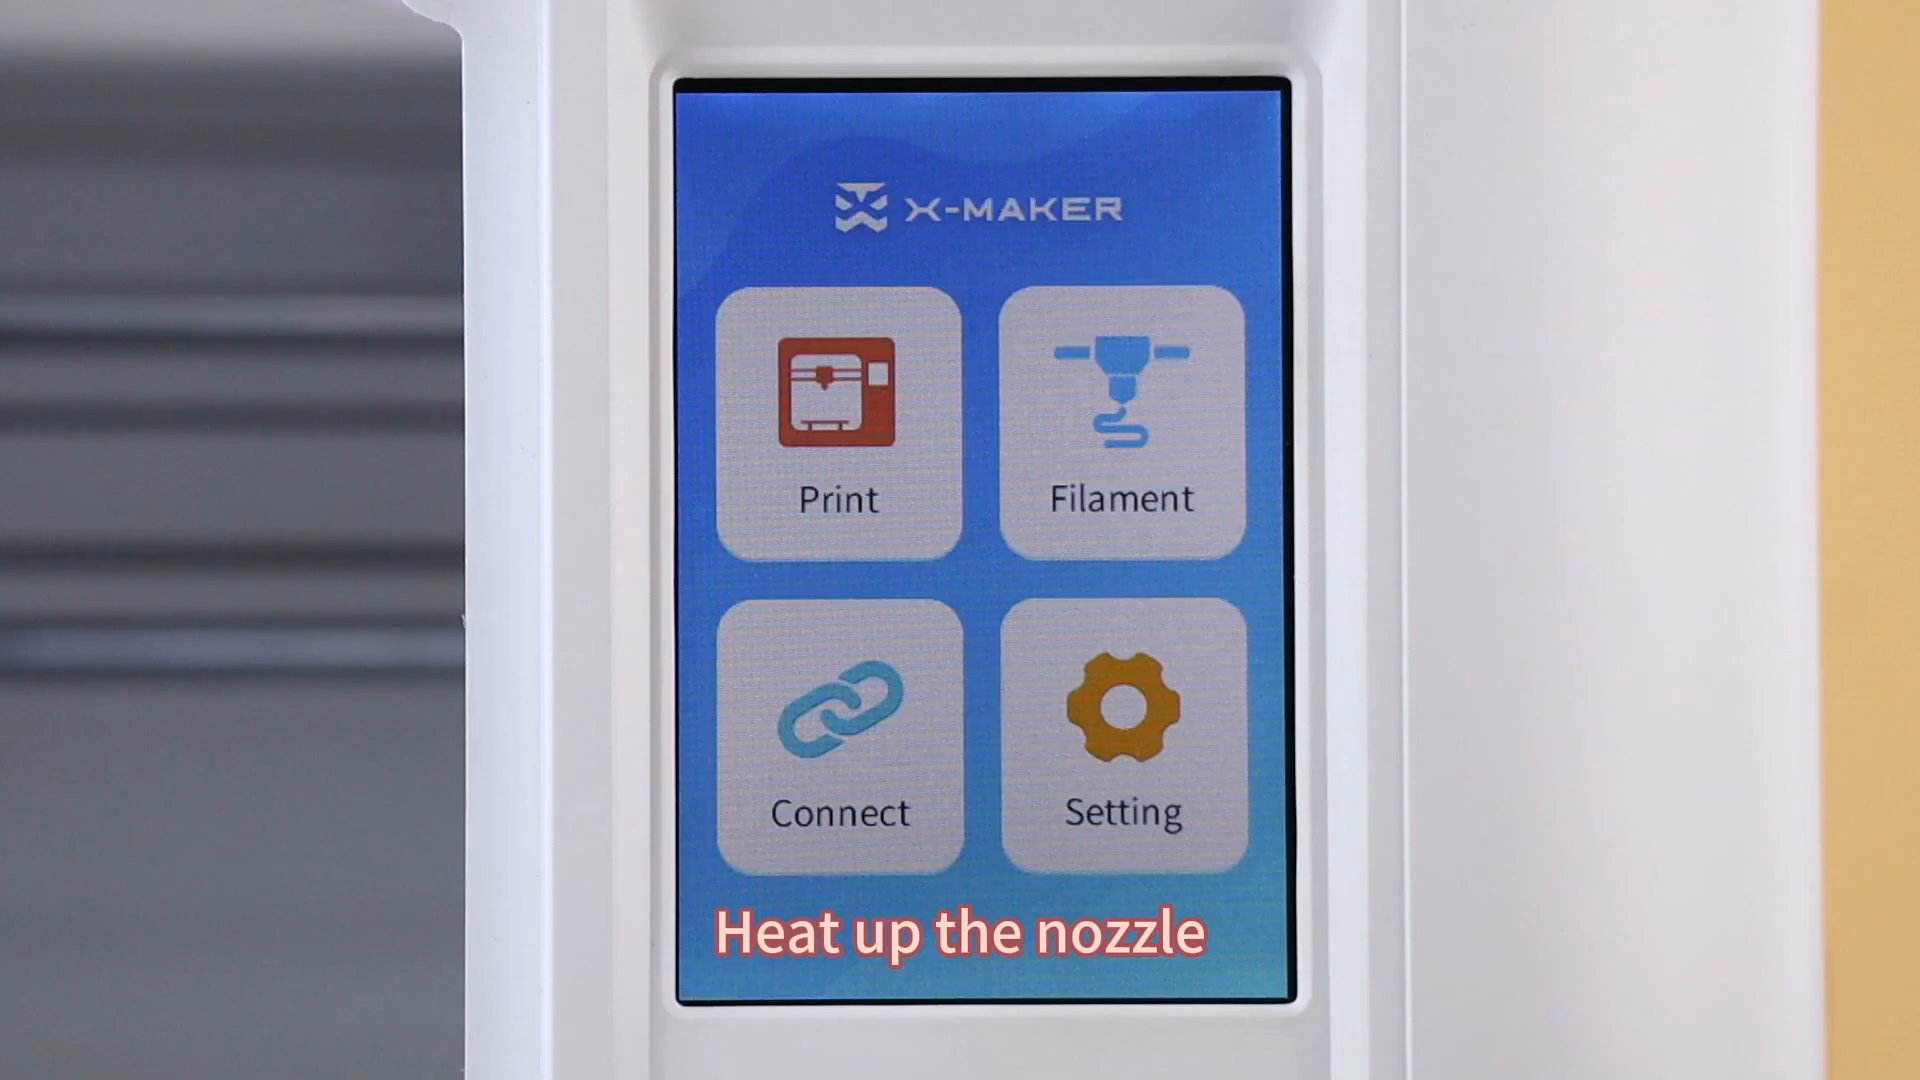 X-MAKER
Print
Filament
Connect
Setting
Heat up the nozzle